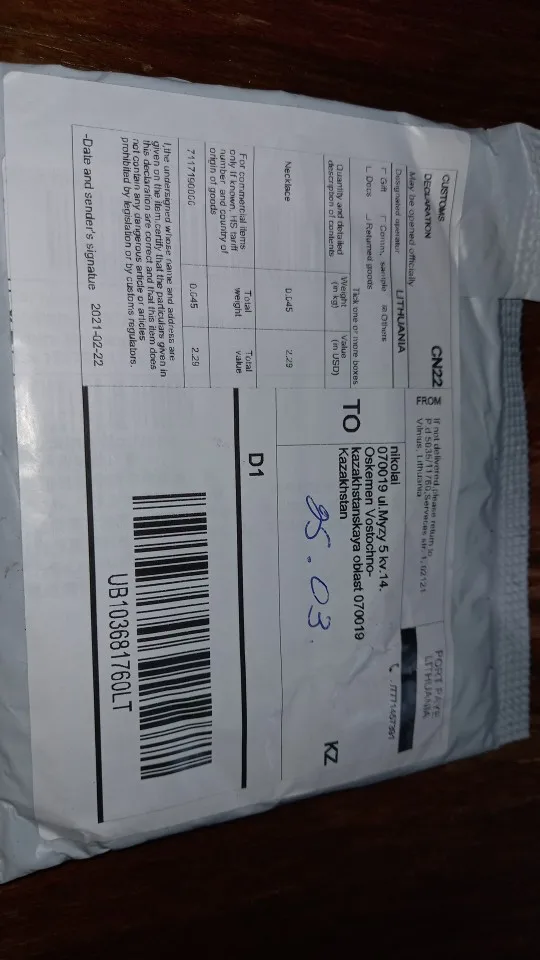 CUSTOMS
DECLARATION
CN22
May be opened officially
Designated operator
LITHUANIA
Tick one or more boxes
Gift
Comm. sample
Others
Docs
Returned goods
Quantity and detailed
description of contents
Weight
(in kg)
Value
(in USD)
Necklace
0.045
2.29
For commercial items
only If known, HS tariff
number and country of
origin of goods
Total
weight
Total
value
0.045
2.29
I,the undersigned whose name and address are
given on the item,certify that the particulars given in
this declaration are correct and that this item does
not contain any dangerous article or articles
prohibited by legislation or by customs regulators.
-Date and sender's signatue 2021-02-22
FROM
If not delivered,please return to
Vilnius, Lithuania
PORT PAYE
LITHUANIA
TO
nikolai
070019 ul.Myzy 5 kv.14.
Oskemen Vostochno-
kazakhstanskaya oblast 070019
Kazakhstan
25.03.
KZ
D1
UB103681760LT